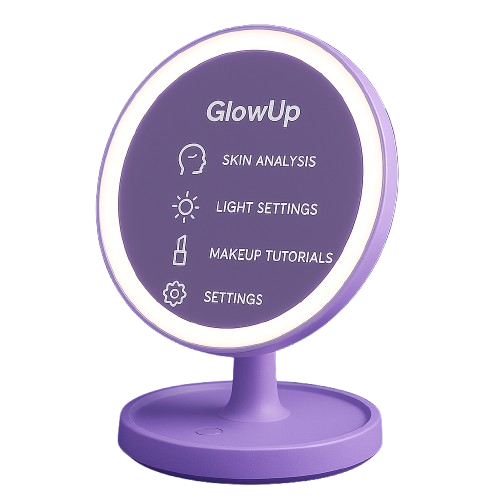 GlowUp
SKIN ANALYSIS
LIGHT SETTINGS
MAKEUP TUTORIALS
SETTINGS